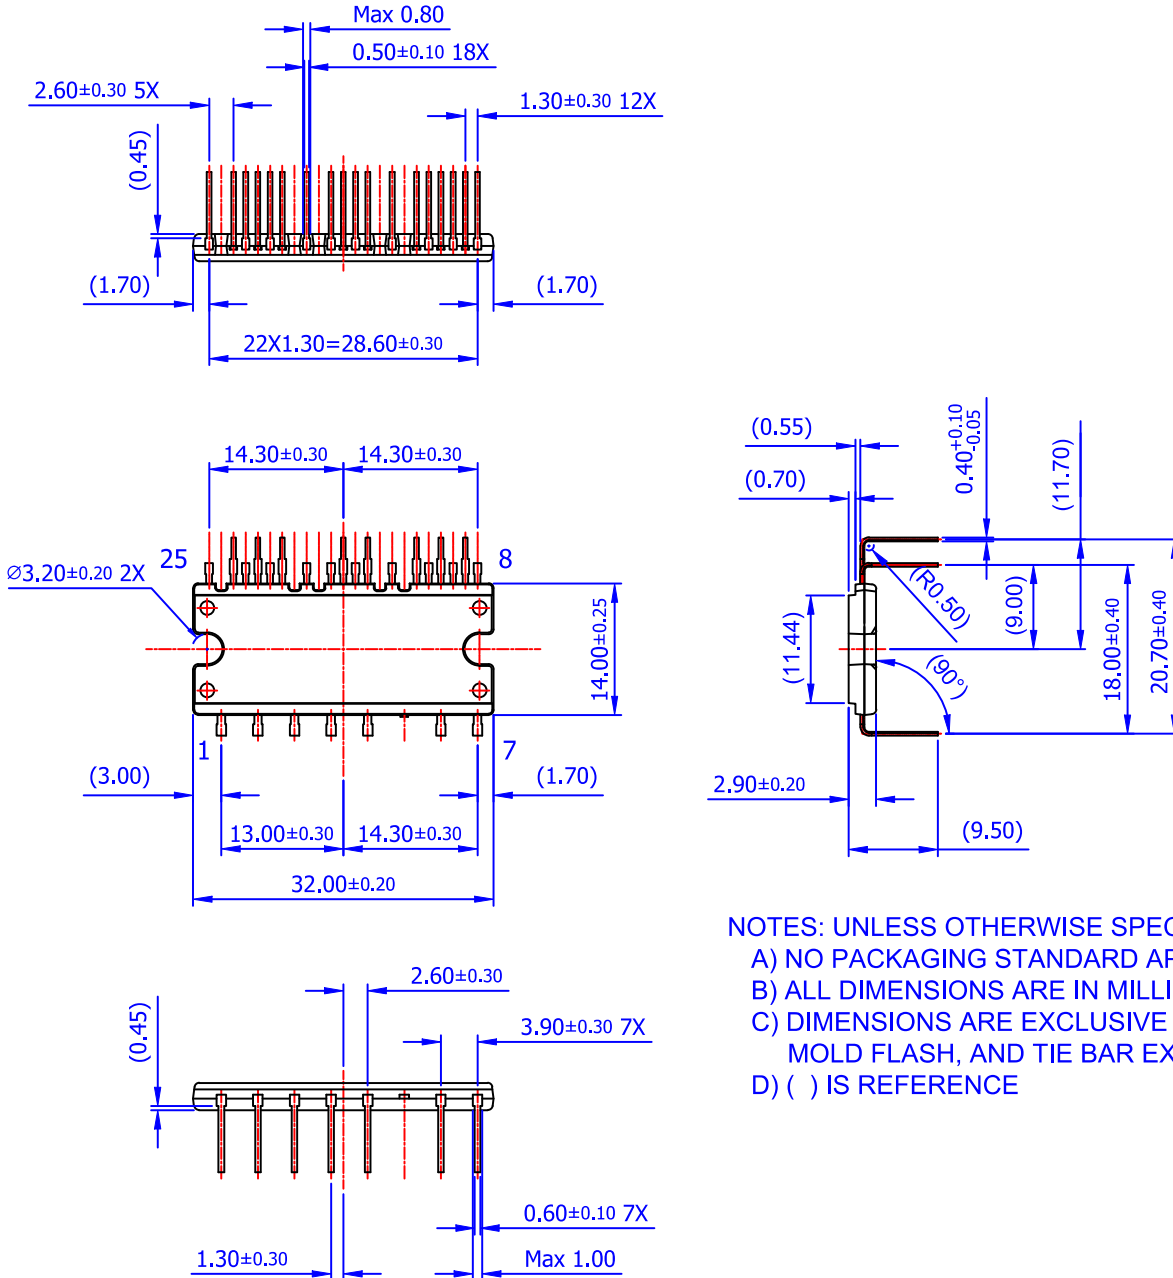 Max 0.80
0.50±0.10 18X
2.60±0.30 5X
1.30±0.30 12X
(0.45)
(1.70)
(1.70)
22X1.30=28.60±0.30
14.30±0.30
14.30±0.30
25
8
Ø3.20±0.20 2X
14.00±0.25
1
7
(3.00)
(1.70)
13.00±0.30
14.30±0.30
32.00±0.20
(0.55)
(0.70)
0.40+0.10
-0.05
(11.70)
(R0.50)
(9.00)
(11.44)
(90°)
18.00±0.40
20.70±0.40
2.90±0.20
(9.50)
2.60±0.30
3.90±0.30 7X
(0.45)
0.60±0.10 7X
1.30±0.30
Max 1.00
NOTES: UNLESS OTHERWISE SPEC
A) NO PACKAGING STANDARD AP
B) ALL DIMENSIONS ARE IN MILLI
C) DIMENSIONS ARE EXCLUSIVE
MOLD FLASH, AND TIE BAR EX
D) ( ) IS REFERENCE